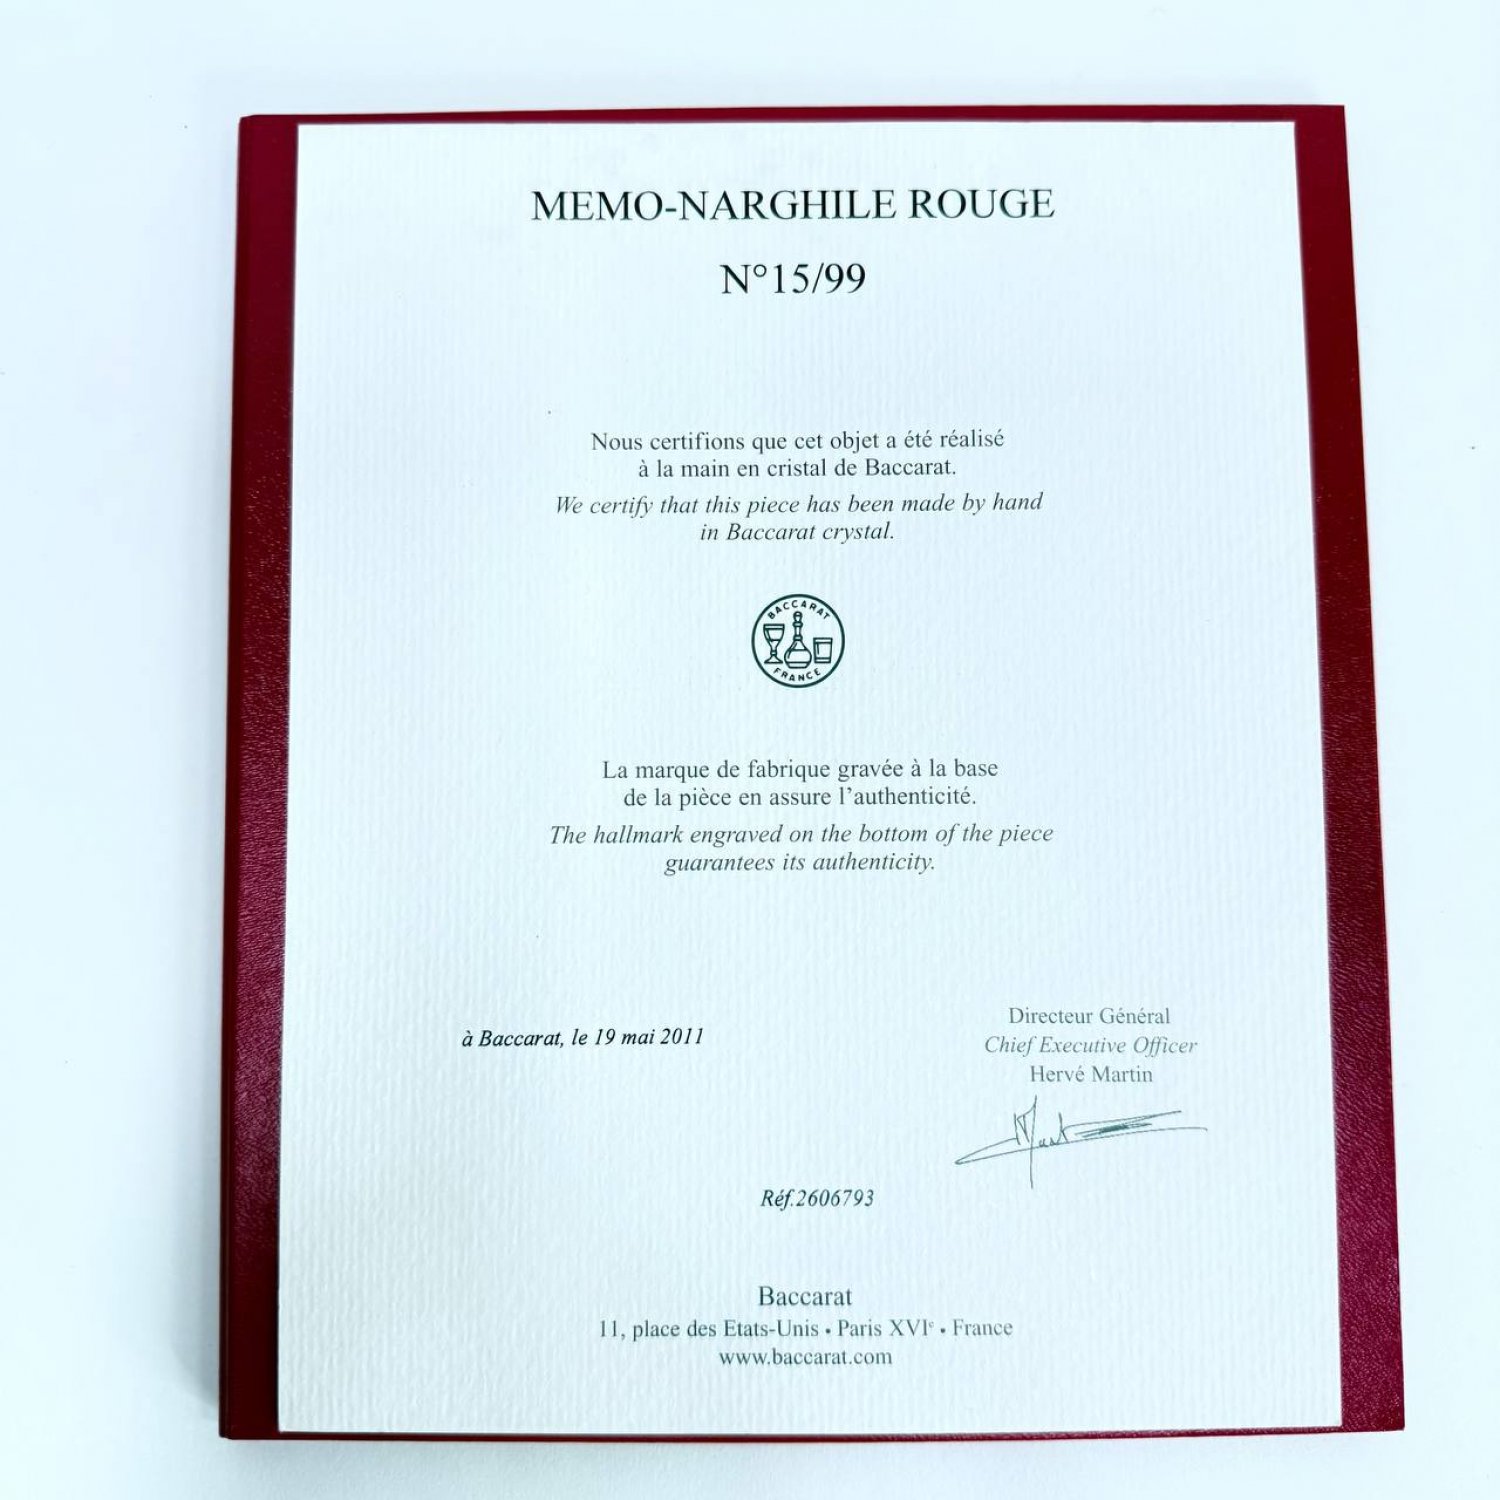 MEMO-NARGHILE ROUGE
N°15/99
Nous certifions que cet objet a été réalisé
à la main en cristal de Baccarat.
We certify that this piece has been made by hand
in Baccarat crystal.
BACCARAT
FRANCE
La marque de fabrique gravée à la base
de la pièce en assure l'authenticité.
The hallmark engraved on the bottom of the piece
guarantees its authenticity.
à Baccarat, le 19 mai 2011
Directeur Général
Chief Executive Officer
Hervé Martin
Réf.2606793
Baccarat
11, place des Etats-Unis • Paris XVIᵉ • France
www.baccarat.com